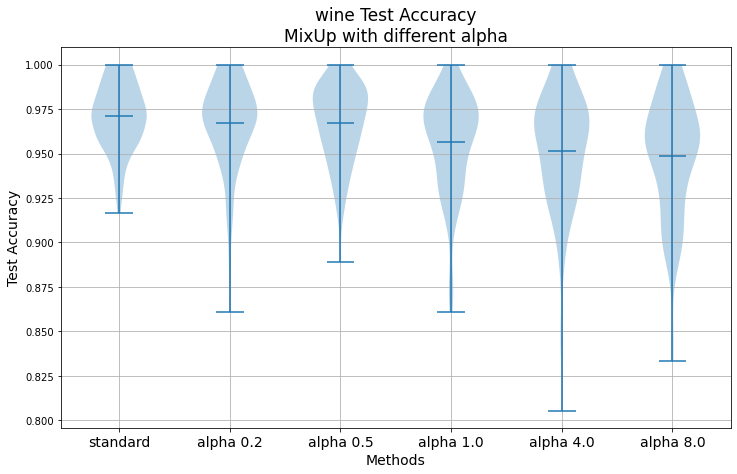 wine Test Accuracy
MixUp with different alpha
1.000
0.975
0.950
0.925
0.900
0.875
0.850
0.825
0.800
Test Accuracy
standard alpha 0.2 alpha 0.5 alpha 1.0 alpha 4.0 alpha 8.0
Methods